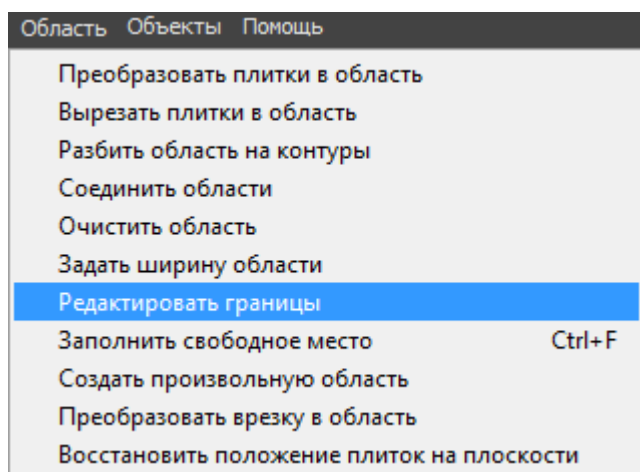 Область Объекты Помощь
Преобразовать плитки в область
Вырезать плитки в область
Разбить область на контуры
Соединить области
Очистить область
Задать ширину области
Редактировать границы
Заполнить свободное место Ctrl+F
Создать произвольную область
Преобразовать врезку в область
Восстановить положение плиток на плоскости